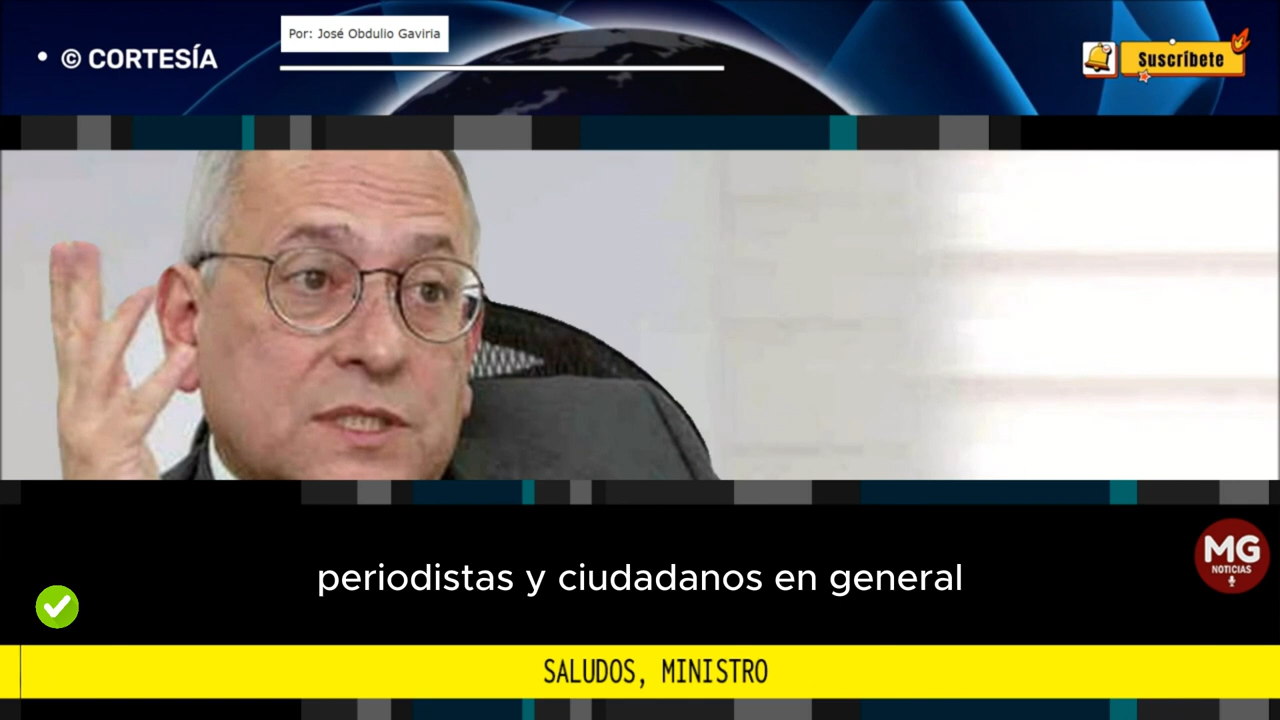 • © CORTESÍA
Por: José Obdulio Gaviria
Suscríbete
periodistas y ciudadanos en general
MG
NOTICIAS
SALUDOS, MINISTRO